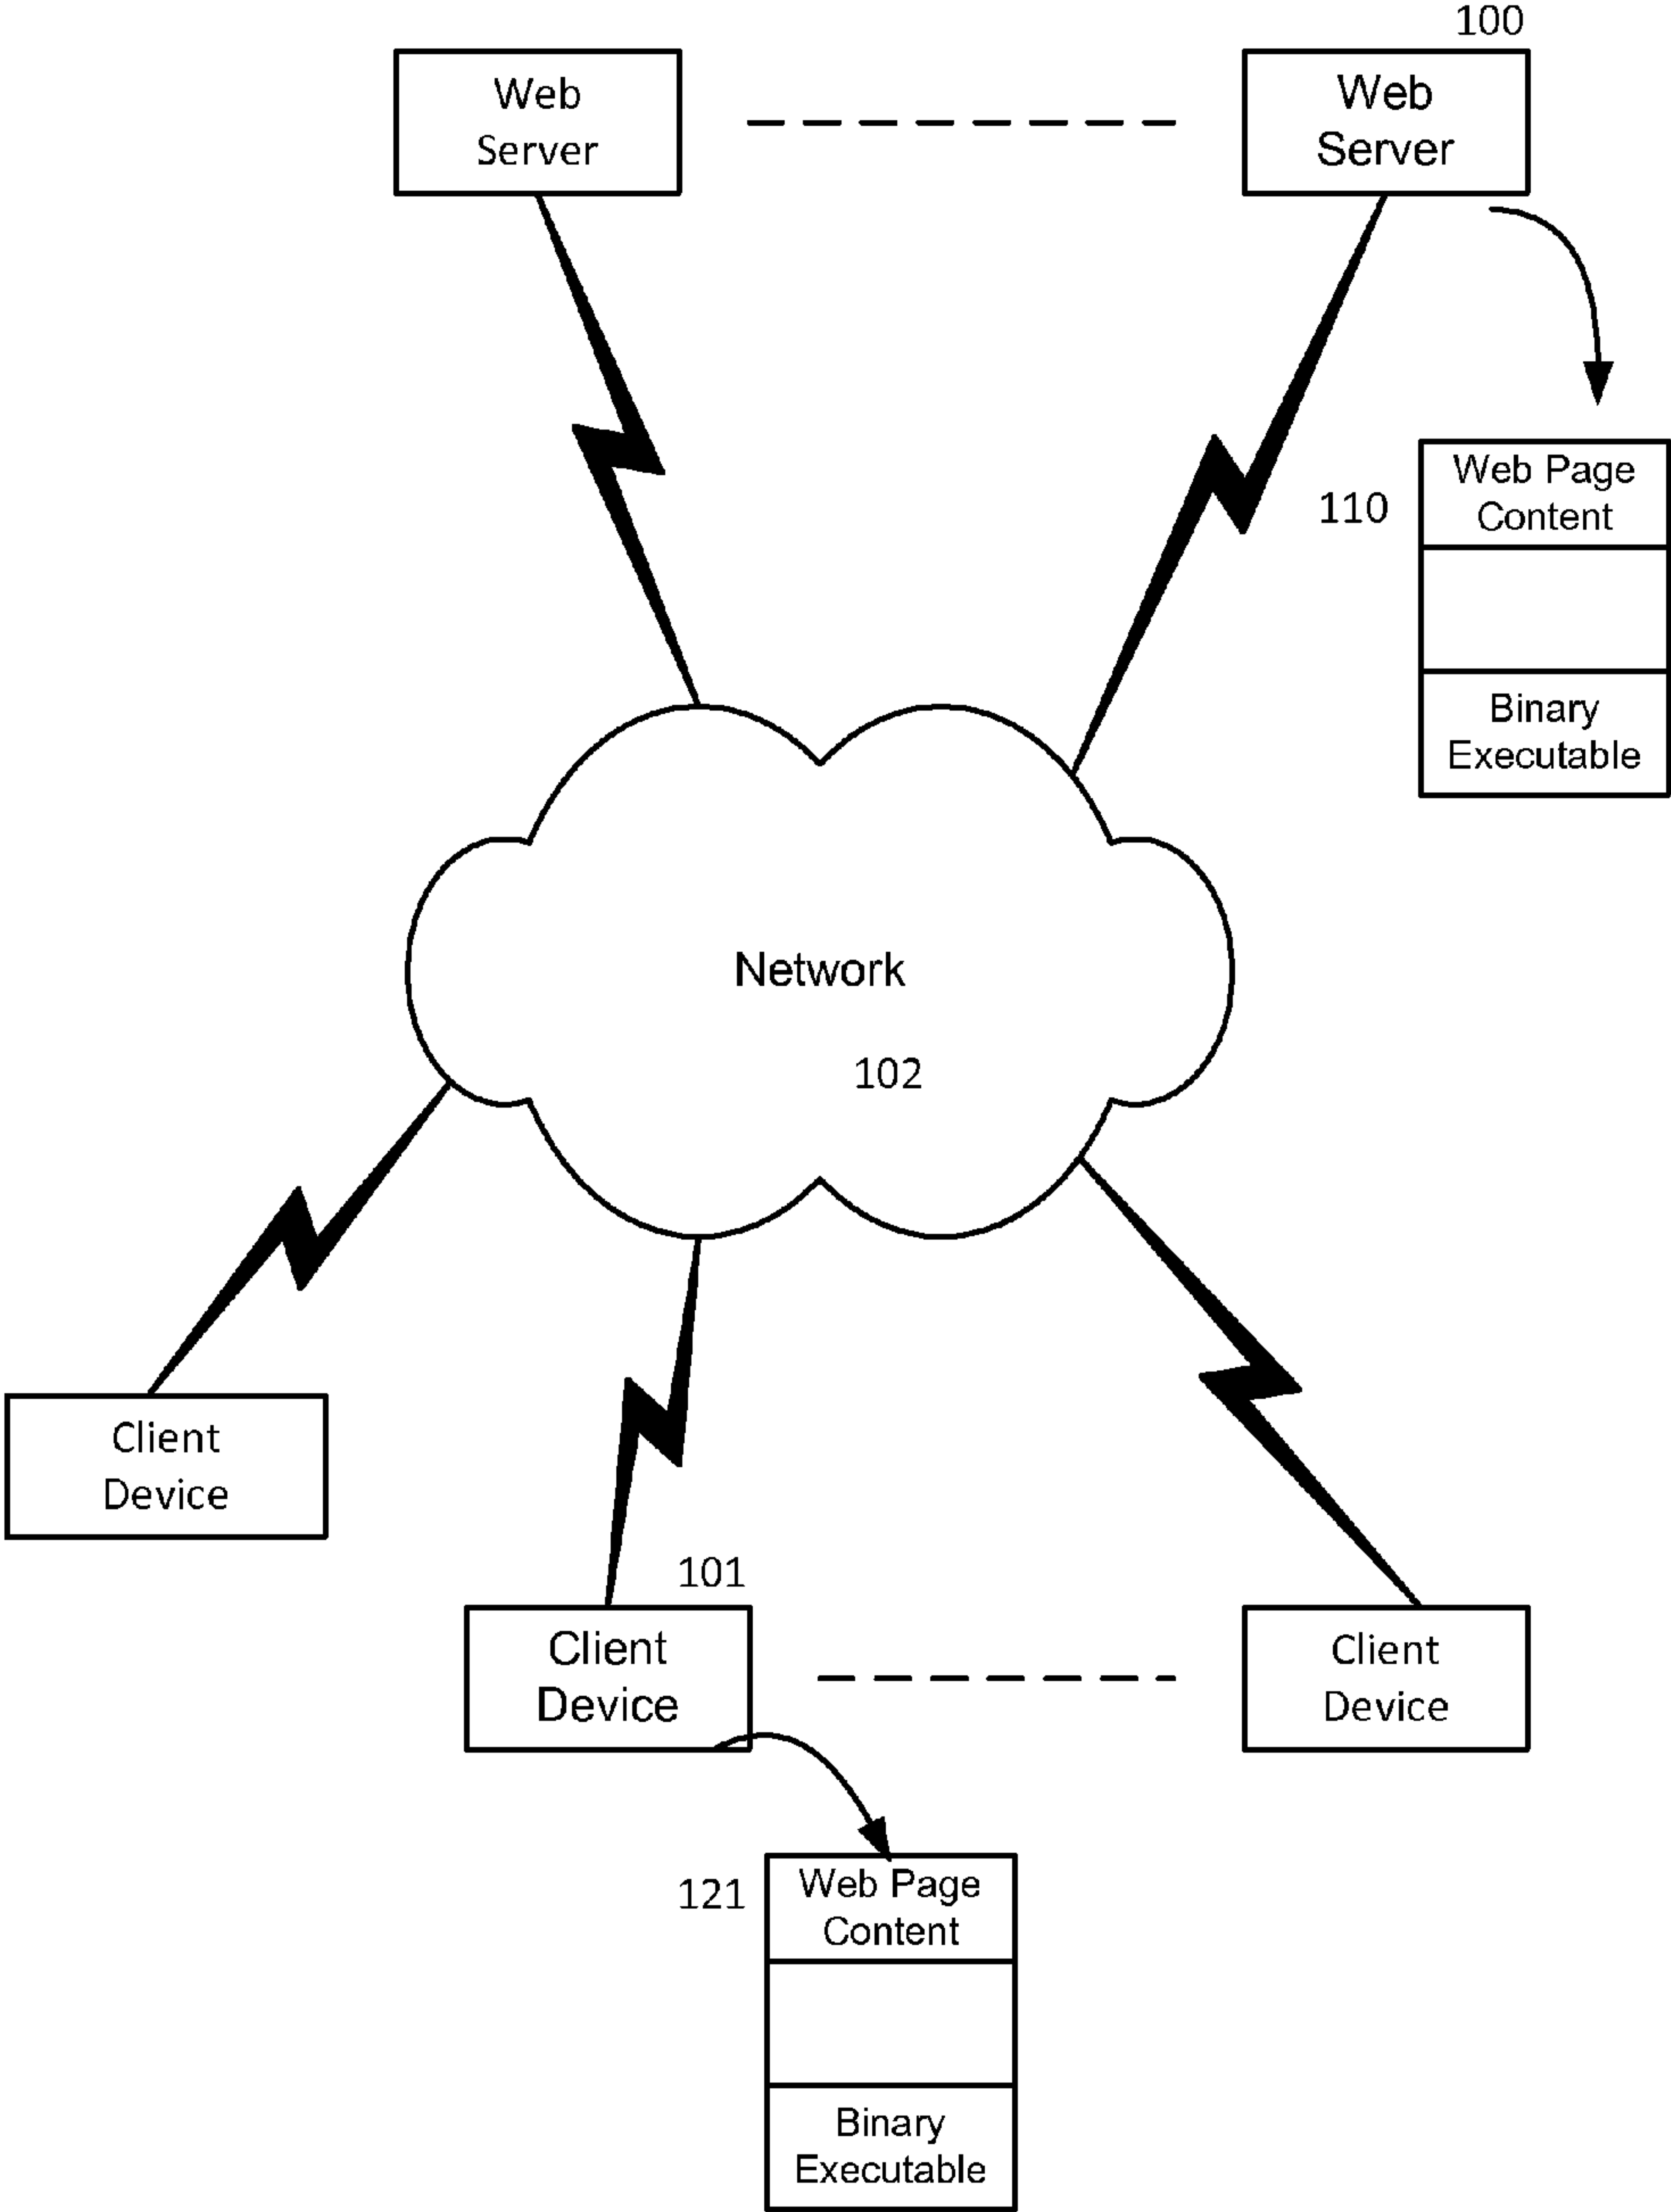 100
Web
Server
Web
Server
110
Web Page
Content
Binary
Executable
Network
102
Client
Device
101
Client
Device
Client
Device
121
Web Page
Content
Binary
Executable